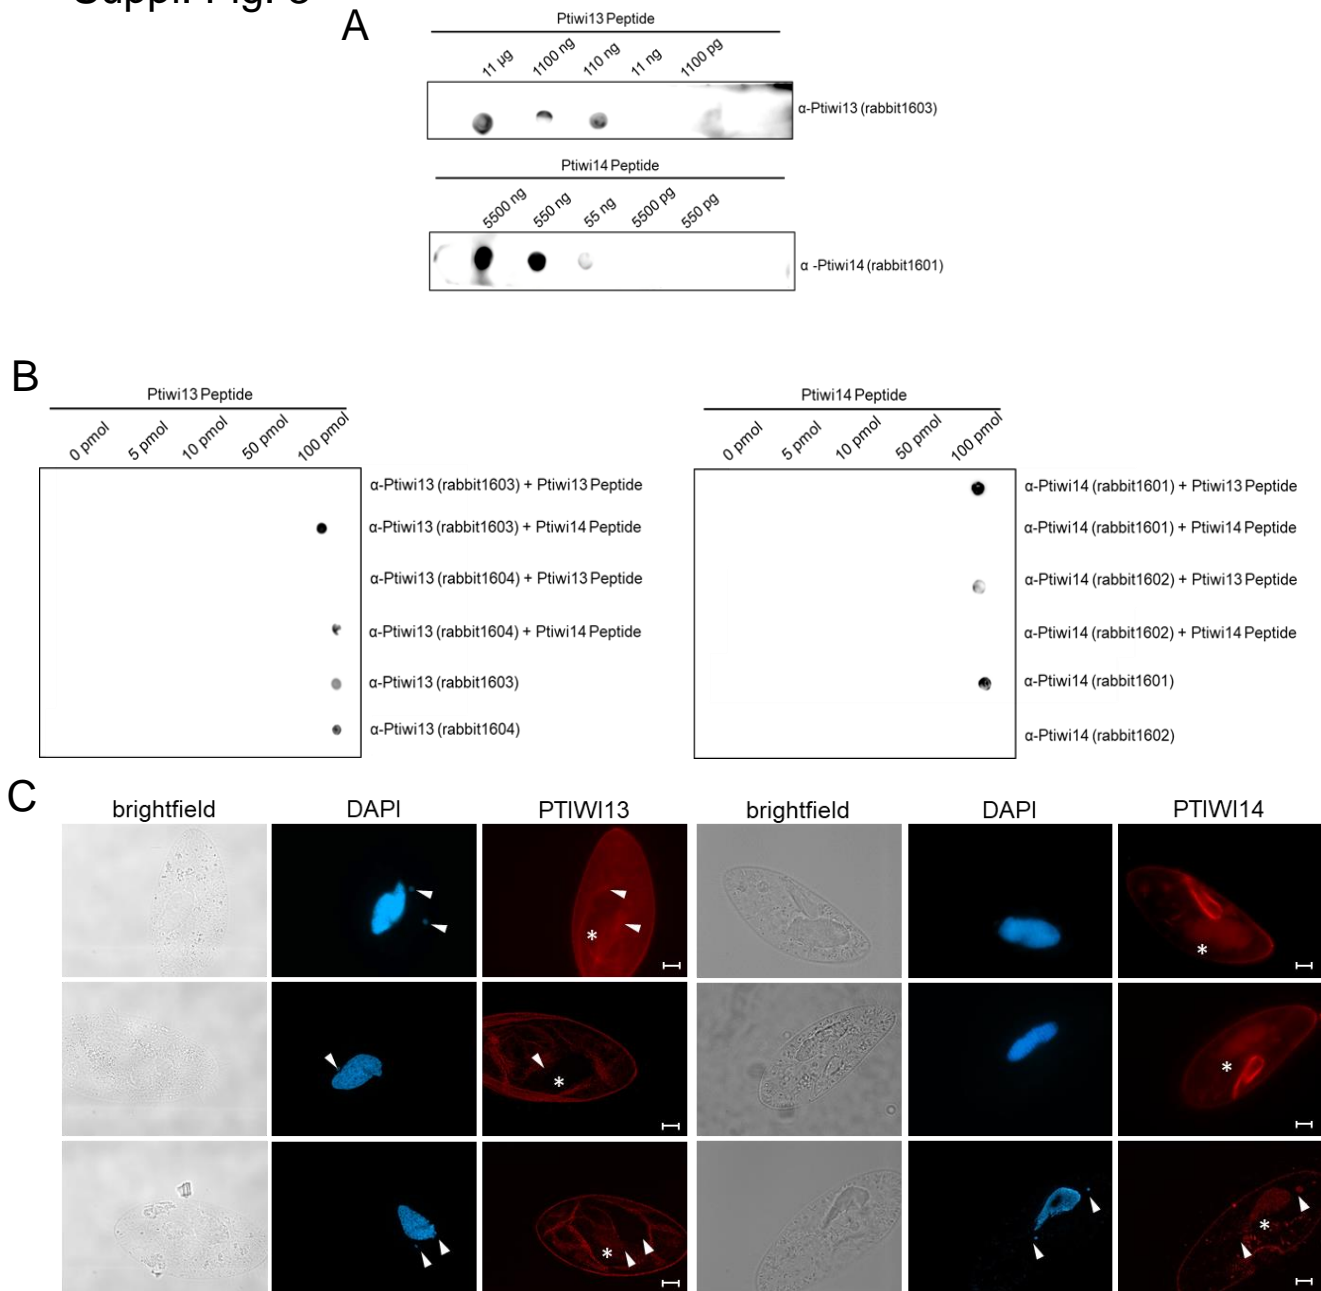 A
Ptiwi13 Peptide
11 µg 1100 ng 110 ng 11 ng 1100 pg
α-Ptiwi13 (rabbit1603)
Ptiwi14 Peptide
5500 ng 550 ng 55 ng 5500 pg 550 pg
α -Ptiwi14 (rabbit1601)
B
Ptiwi13 Peptide
0 pmol 5 pmol 10 pmol 50 pmol 100 pmol
α-Ptiwi13 (rabbit1603) + Ptiwi13 Peptide
α-Ptiwi13 (rabbit1603) + Ptiwi14 Peptide
α-Ptiwi13 (rabbit1604) + Ptiwi13 Peptide
α-Ptiwi13 (rabbit1604) + Ptiwi14 Peptide
α-Ptiwi13 (rabbit1603)
α-Ptiwi13 (rabbit1604)
Ptiwi14 Peptide
0 pmol 5 pmol 10 pmol 50 pmol 100 pmol
α-Ptiwi14 (rabbit1601) + Ptiwi13 Peptide
α-Ptiwi14 (rabbit1601) + Ptiwi14 Peptide
α-Ptiwi14 (rabbit1602) + Ptiwi13 Peptide
α-Ptiwi14 (rabbit1602) + Ptiwi14 Peptide
α-Ptiwi14 (rabbit1601)
α-Ptiwi14 (rabbit1602)
C
brightfield DAPI PTIWI13 brightfield DAPI PTIWI14
* *
* *
* *